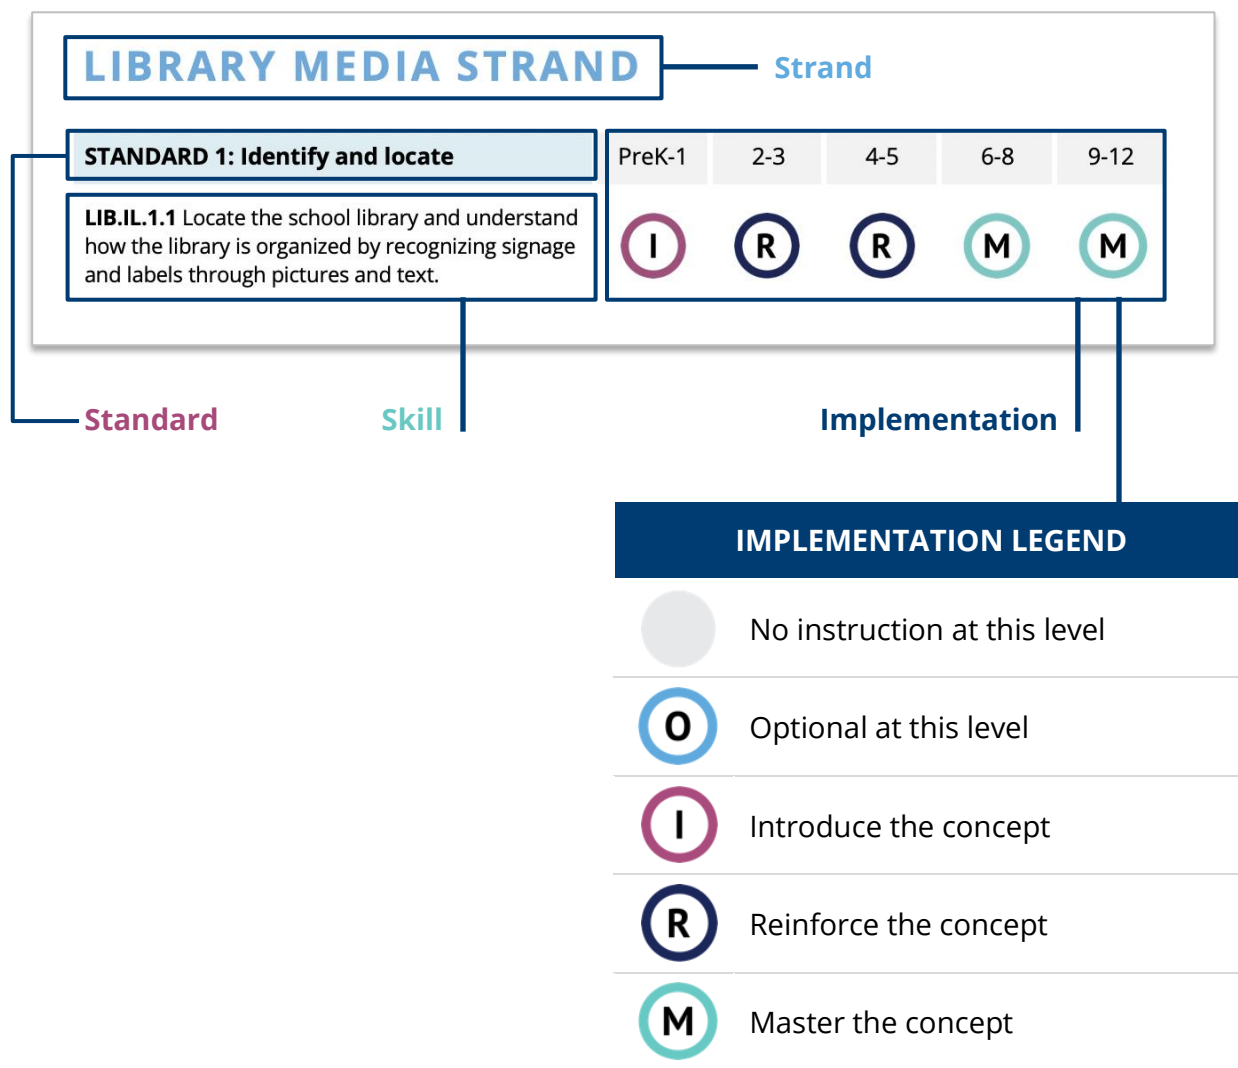 LIBRARY MEDIA STRAND
Strand
STANDARD 1: Identify and locate
PreK-1 2-3 4-5 6-8 9-12
LIB.IL.1.1 Locate the school library and understand
how the library is organized by recognizing signage
and labels through pictures and text.
I R R M M
Standard Skill Implementation
IMPLEMENTATION LEGEND
No instruction at this level
O Optional at this level
I Introduce the concept
R Reinforce the concept
M Master the concept